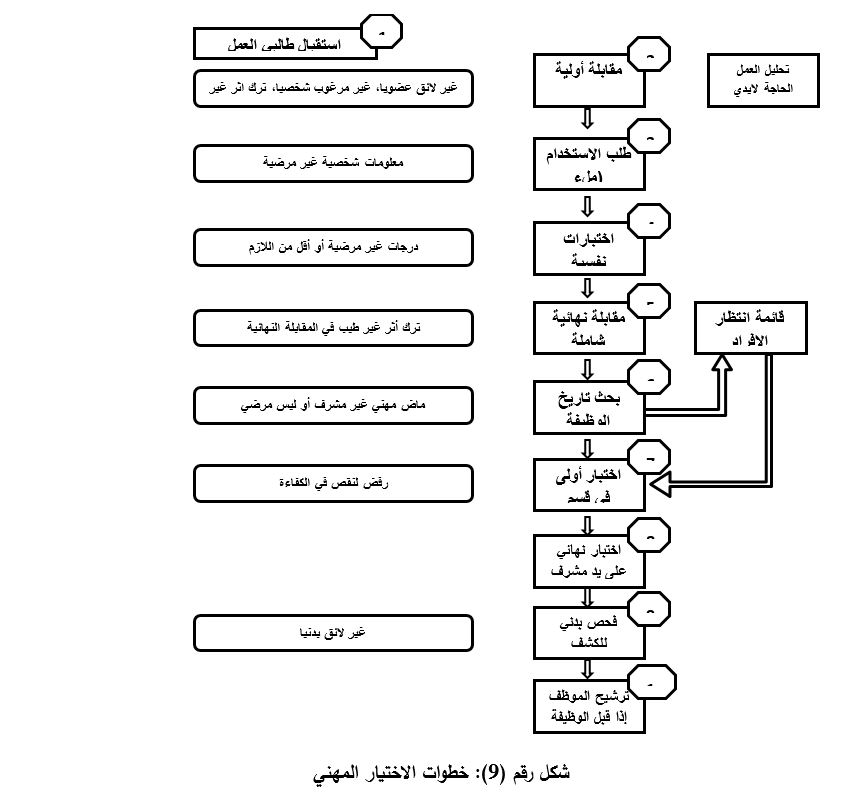 استقبال طالبي العمل
مقابلة أولية
تحليل العمل
الحاجة لايدي
غير لائق عضويا، غير مرغوب شخصيا، ترك اثر غير
طلب الاستخدام
(ملء
معلومات شخصية غير مرضية
اختبارات
نفسية
درجات غير مرضية أو أقل من اللازم
مقابلة نهائية
شاملة
قائمة انتظار
الافراد
ترك أثر غير طيب في المقابلة النهائية
بحث تاريخ
الوظيفة
ماض مهني غير مشرف أو ليس مرضي
اختبار أولى
في قسم
رفض لنقص في الكفاءة
اختبار نهائي
على يد مشرف
فحص بدني
للكشف
غير لائق بدنيا
ترشيح الموظف
إذا قبل الوظيفة
شكل رقم (9): خطوات الاختيار المهني